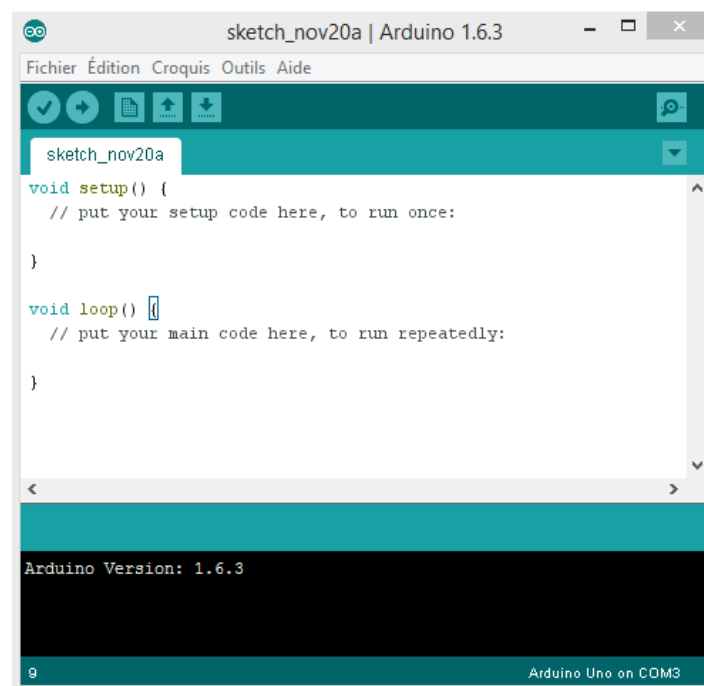 sketch_nov20a | Arduino 1.6.3
Fichier Édition Croquis Outils Aide
sketch_nov20a
void setup() {
  // put your setup code here, to run once:
}
void loop() {
  // put your main code here, to run repeatedly:
}
Arduino Version: 1.6.3
9 Arduino Uno on COM3